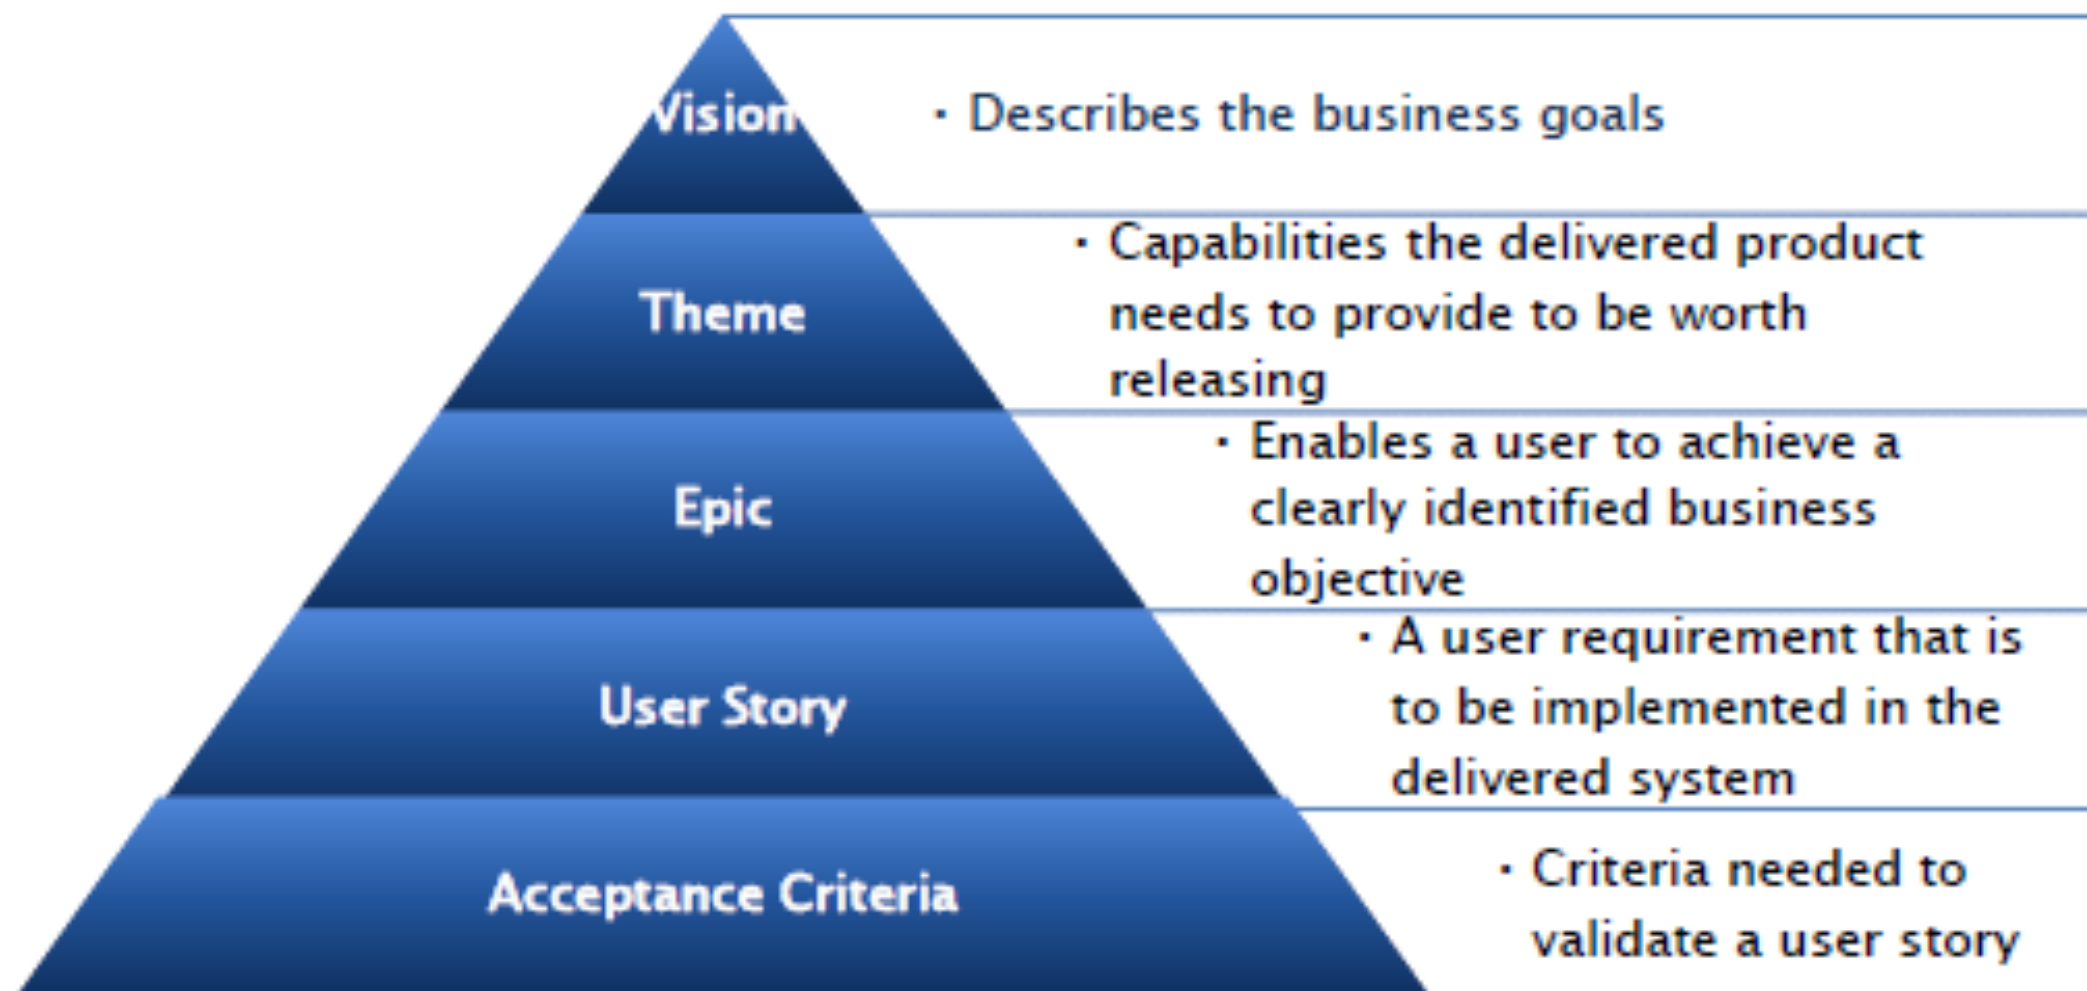 Vision
· Describes the business goals
Theme
· Capabilities the delivered product
needs to provide to be worth
releasing
Epic
· Enables a user to achieve a
clearly identified business
objective
User Story
· A user requirement that is
to be implemented in the
delivered system
Acceptance Criteria
· Criteria needed to
validate a user story